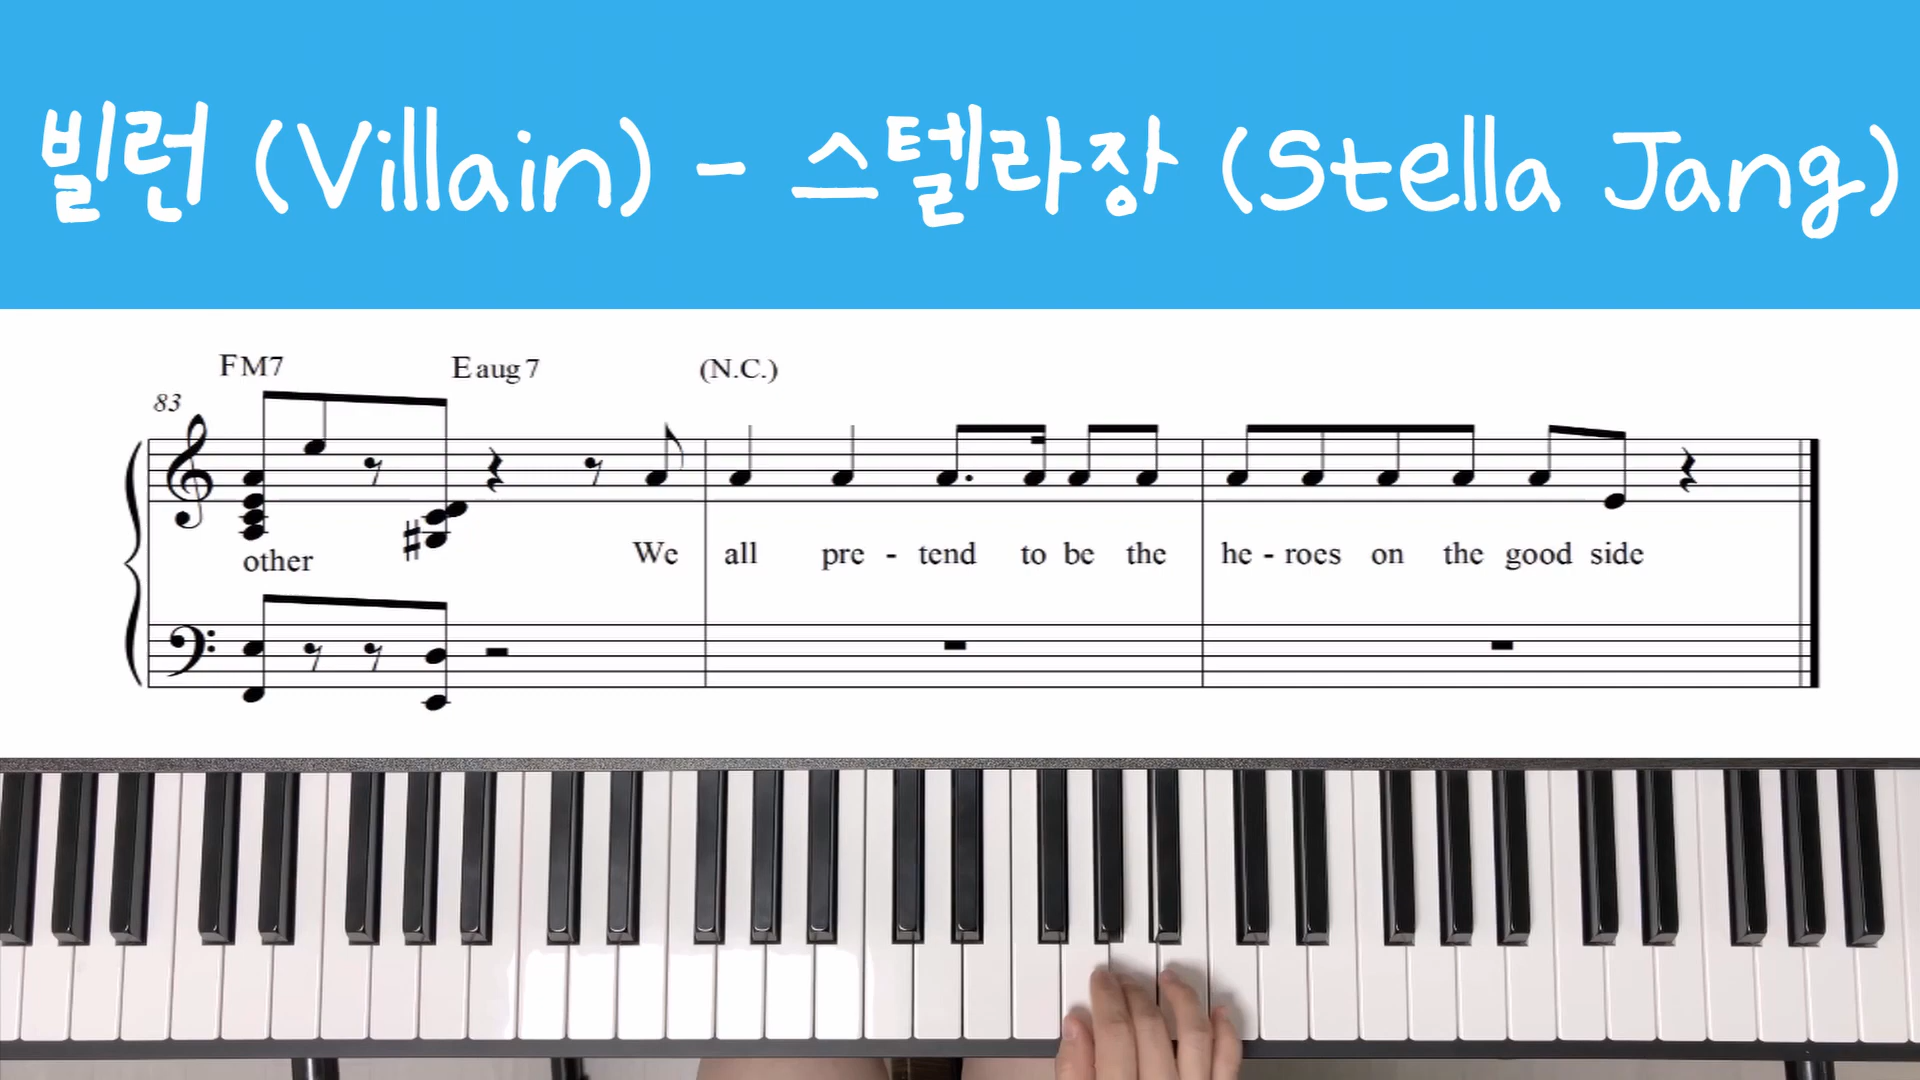 빌런 (Villain) - 스텔라장 (Stella Jang)
FM7 Eaug7 (N.C.)
83
other We all pre - tend to be the he - roes on the good side